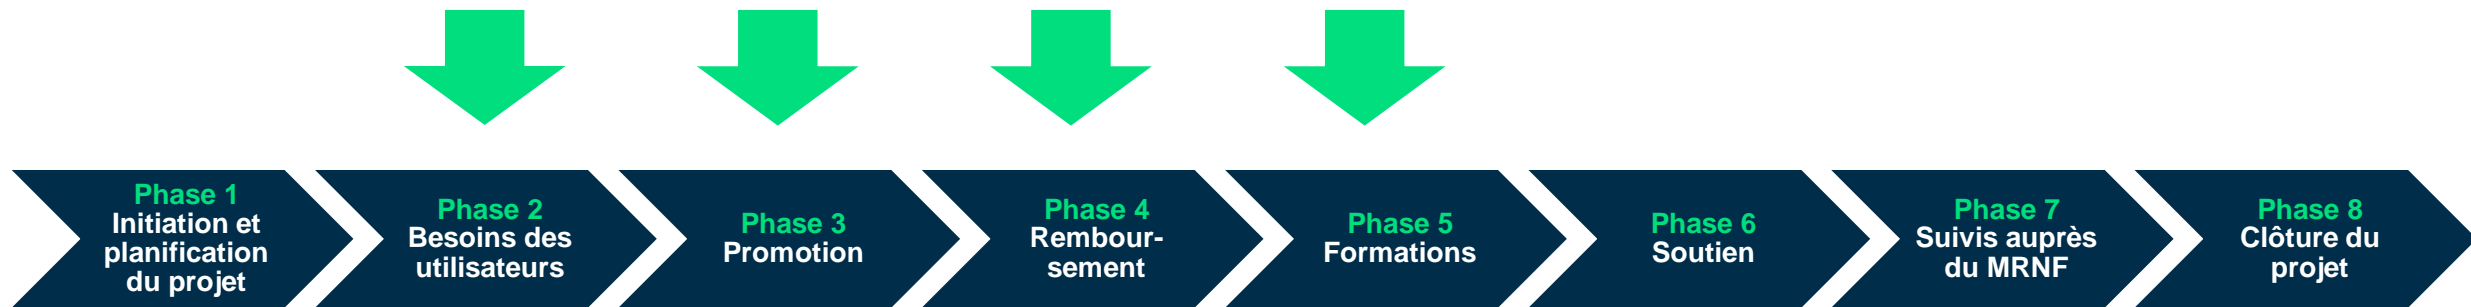 Phase 1
Initiation et
planification
du projet
Phase 2
Besoins des
utilisateurs
Phase 3
Promotion
Phase 4
Rembour-
sement
Phase 5
Formations
Phase 6
Soutien
Phase 7
Suivis auprès
du MRNF
Phase 8
Clôture du
projet